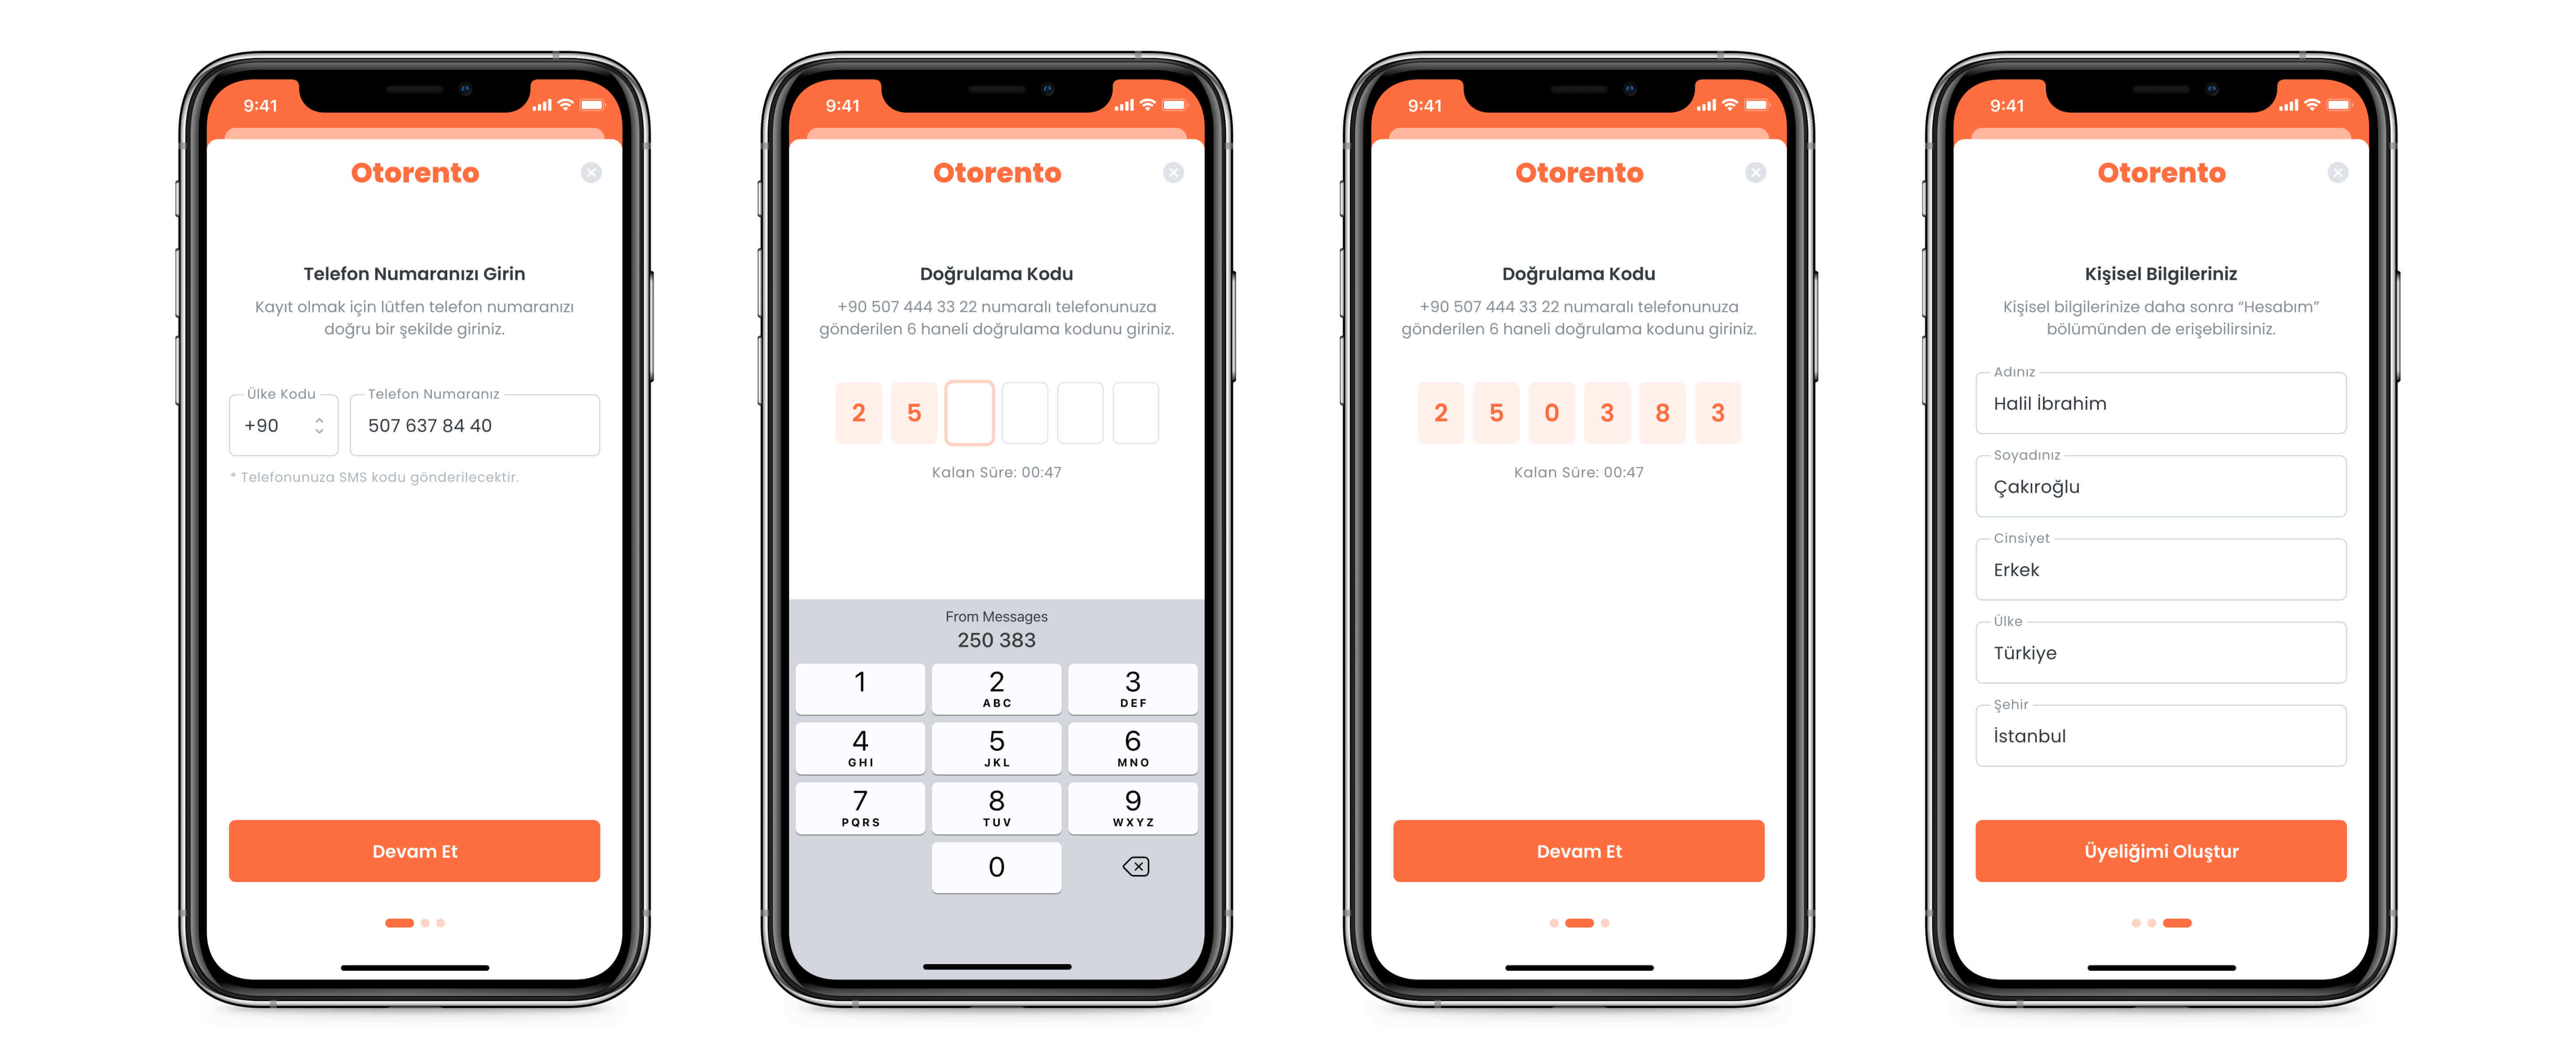 9:41
Otorento
Telefon Numaranızı Girin
Kayıt olmak için lütfen telefon numaranızı
doğru bir şekilde giriniz.
Ülke Kodu
+90
Telefon Numaranız
507 637 84 40
* Telefonunuza SMS kodu gönderilecektir.
Devam Et
9:41
Otorento
Doğrulama Kodu
+90 507 444 33 22 numaralı telefonunuza
gönderilen 6 haneli doğrulama kodunu giriniz.
2 5
Kalan Süre: 00:47
From Messages
250 383
1 2 3
ABC DEF
4 5 6
GHI JKL MNO
7 8 9
PQRS TUV WXYZ
0
9:41
Otorento
Doğrulama Kodu
+90 507 444 33 22 numaralı telefonunuza
gönderilen 6 haneli doğrulama kodunu giriniz.
2 5 0 3 8 3
Kalan Süre: 00:47
Devam Et
9:41
Otorento
Kişisel Bilgileriniz
Kişisel bilgilerinize daha sonra “Hesabım”
bölümünden de erişebilirsiniz.
Adınız
Halil İbrahim
Soyadınız
Çakıroğlu
Cinsiyet
Erkek
Ülke
Türkiye
Şehir
İstanbul
Üyeliğimi Oluştur